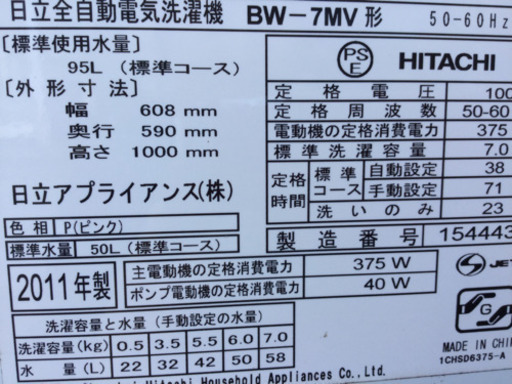 日立全自動電気洗濯機 BW-7MV形 50-60Hz
〔標準使用水量〕
95L (標準コース)
〔外形寸法〕
幅 608 mm
奥行 590 mm
高さ 1000 mm
日立アプライアンス(株)
色相 P(ピンク)
標準水量 50L (標準コース)
PSE HITACHI
定格電圧 100
定格周波数 50-60
電動機の定格消費電力 375
標準洗濯容量 7.0
定格時間 標準コース 自動設定 38
手動設定 71
洗いのみ 23
製造番号 154443
2011年製
主電動機の定格消費電力 375 W
ポンプ電動機の定格消費電力 40 W
JET
洗濯容量と水量 (手動設定の水量)
洗濯容量(kg) 0.5 3.5 5.5 6.0 7.0
水量(L) 22 32 42 50 58
G
MADE IN CHI
1CHSD6375-A
Hitachi Household Appliances Co., Ltd.